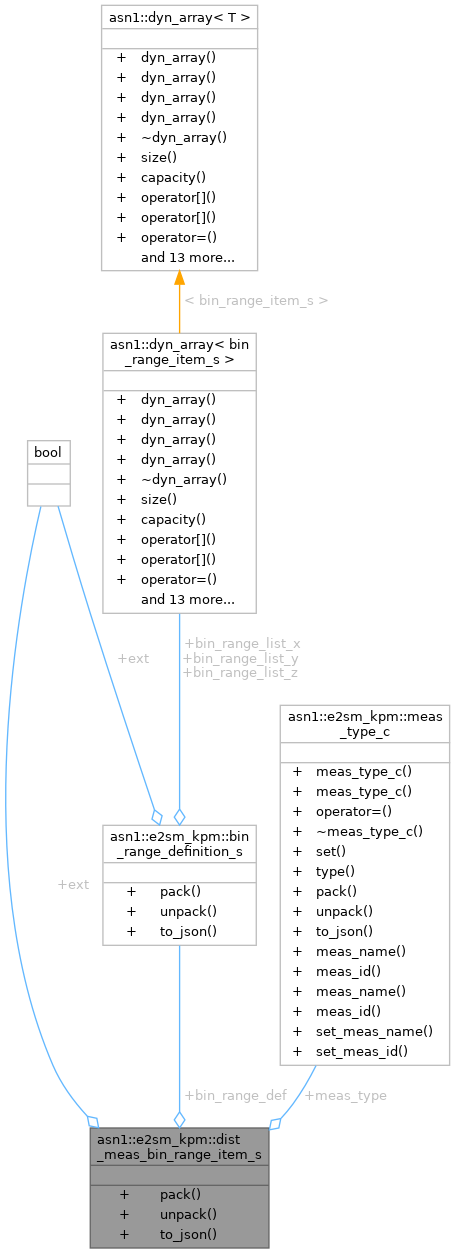 asn1::dyn_array< T >
+ dyn_array()
+ dyn_array()
+ dyn_array()
+ dyn_array()
+ ~dyn_array()
+ size()
+ capacity()
+ operator[]()
+ operator[]()
+ operator=()
and 13 more...
< bin_range_item_s >
asn1::dyn_array< bin
_range_item_s >
+ dyn_array()
+ dyn_array()
+ dyn_array()
+ dyn_array()
+ ~dyn_array()
+ size()
+ capacity()
+ operator[]()
+ operator[]()
+ operator=()
and 13 more...
bool
+bin_range_list_x
+bin_range_list_y
+bin_range_list_z
+ext
asn1::e2sm_kpm::meas
_type_c
+ meas_type_c()
+ meas_type_c()
+ operator=()
+ ~meas_type_c()
+ set()
+ type()
+ pack()
+ unpack()
+ to_json()
+ meas_name()
+ meas_id()
+ meas_name()
+ meas_id()
+ set_meas_name()
+ set_meas_id()
asn1::e2sm_kpm::bin
_range_definition_s
+ pack()
+ unpack()
+ to_json()
+ext
+bin_range_def
+meas_type
asn1::e2sm_kpm::dist
_meas_bin_range_item_s
+ pack()
+ unpack()
+ to_json()